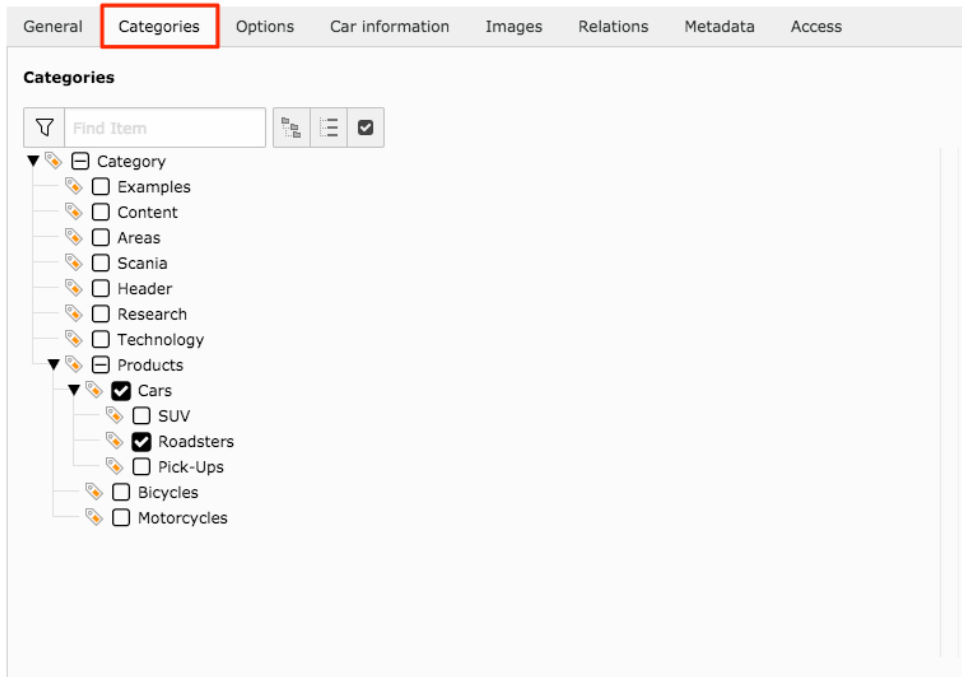 General Categories Options Car information Images Relations Metadata Access
Categories
Find Item
Category
Examples
Content
Areas
Scania
Header
Research
Technology
Products
Cars
SUV
Roadsters
Pick-Ups
Bicycles
Motorcycles